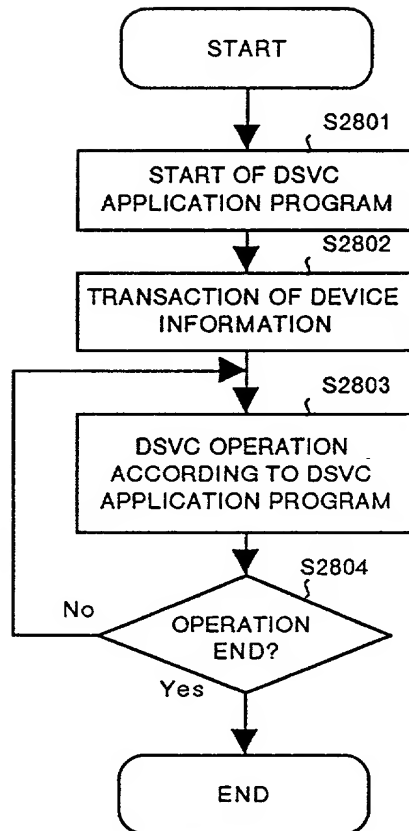 START
S2801
START OF DSVC
APPLICATION PROGRAM
S2802
TRANSACTION OF DEVICE
INFORMATION
S2803
DSVC OPERATION
ACCORDING TO DSVC
APPLICATION PROGRAM
S2804
No
OPERATION
END?
Yes
END